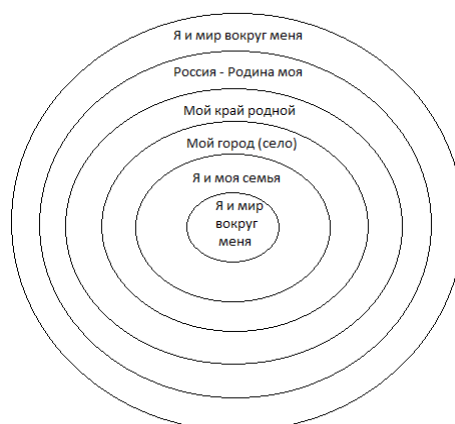 Я и мир вокруг меня
Россия - Родина моя
Мой край родной
Мой город (село)
Я и моя семья
Я и мир
вокруг
меня